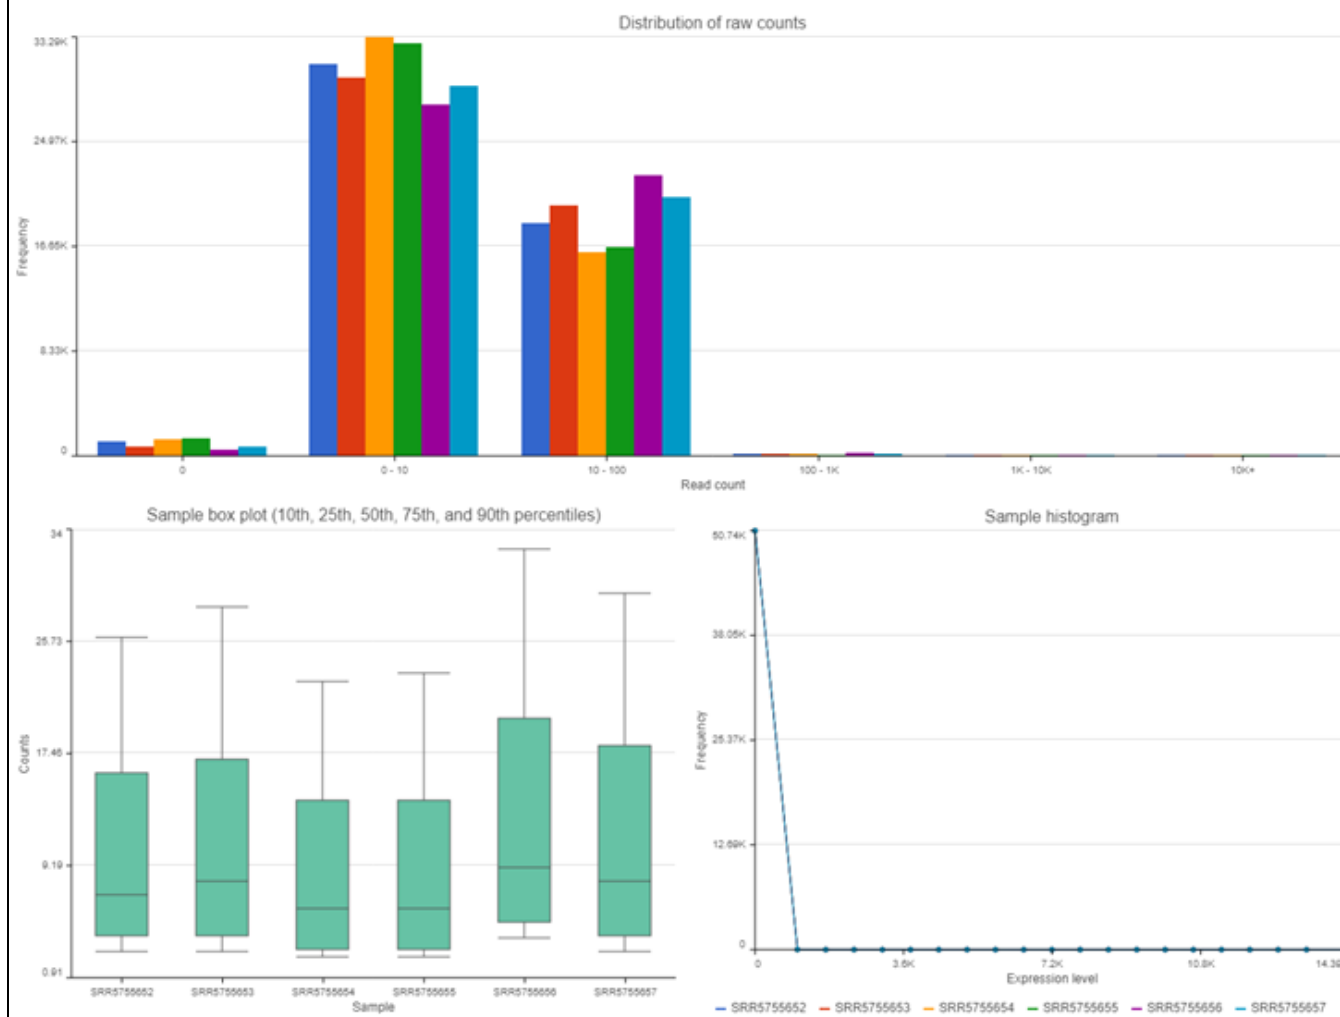 Distribution of raw counts
33.29K
24.97K
16.65K
8.33K
0
Frequency
0 0 - 10 10 - 100 100 - 1K 1K - 10K 10K+
Read count
Sample box plot (10th, 25th, 50th, 75th, and 90th percentiles)
34
25.73
17.46
9.19
0.91
Counts
SRR5755652 SRR5755653 SRR5755654 SRR5755655 SRR5755656 SRR5755657
Sample
Sample histogram
50.74K
38.05K
25.37K
12.69K
0
Frequency
0 3.6K 7.2K 10.8K
Expression level
SRR5755652 SRR5755653 SRR5755654 SRR5755655 SRR5755656 SRR5755657